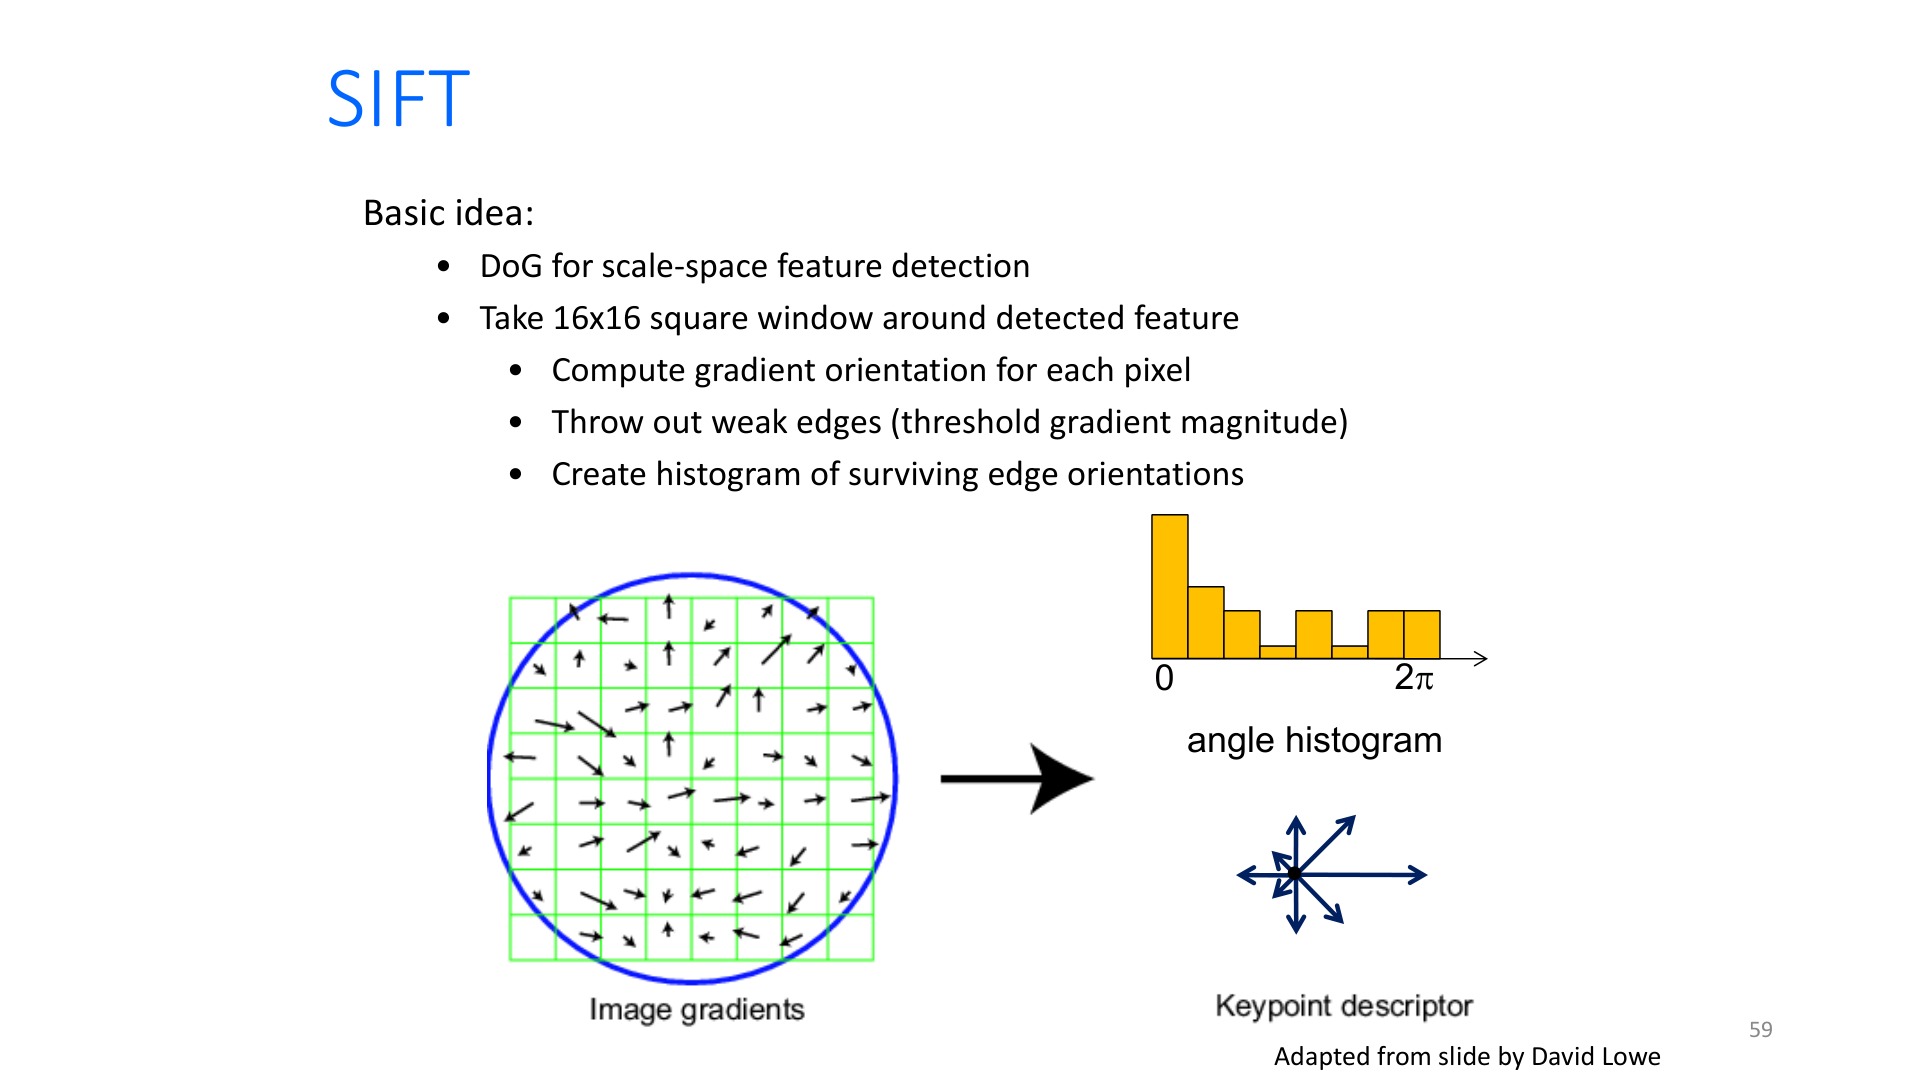 SIFT
Basic idea:
• DoG for scale-space feature detection
• Take 16x16 square window around detected feature
• Compute gradient orientation for each pixel
• Throw out weak edges (threshold gradient magnitude)
• Create histogram of surviving edge orientations
0 2π
angle histogram
Image gradients
Keypoint descriptor
59
Adapted from slide by David Lowe